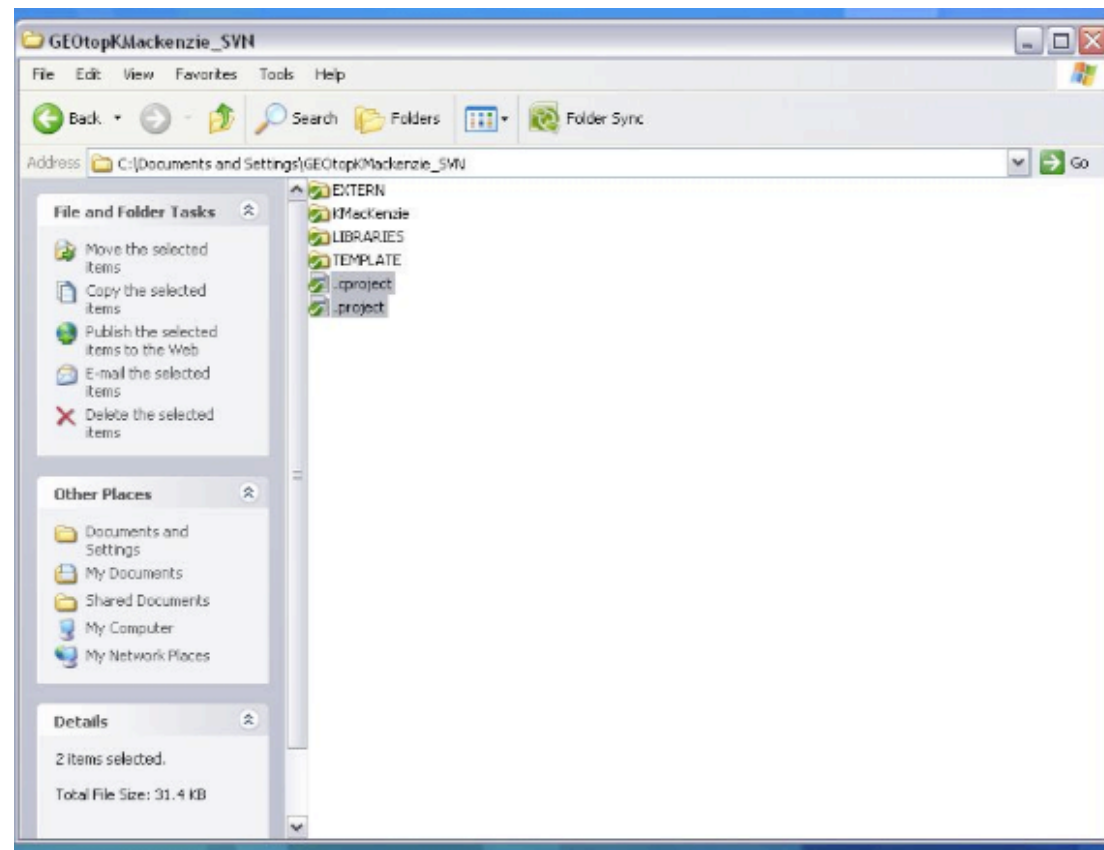 GEOtopKMackenzie_SVN
File Edit View Favorites Tools Help
Back Search Folders Folder Sync
Address C:\Documents and Settings\GEOtopKMackenzie_SVN Go
File and Folder Tasks
Move the selected
items
Copy the selected
items
Publish the selected
items to the Web
E-mail the selected
items
Delete the selected
items
Other Places
Documents and
Settings
My Documents
Shared Documents
My Computer
My Network Places
Details
2 items selected.
Total File Size: 31.4 KB
EXTERN
KMacKenzie
LIBRARIES
TEMPLATE
.cproject
.project